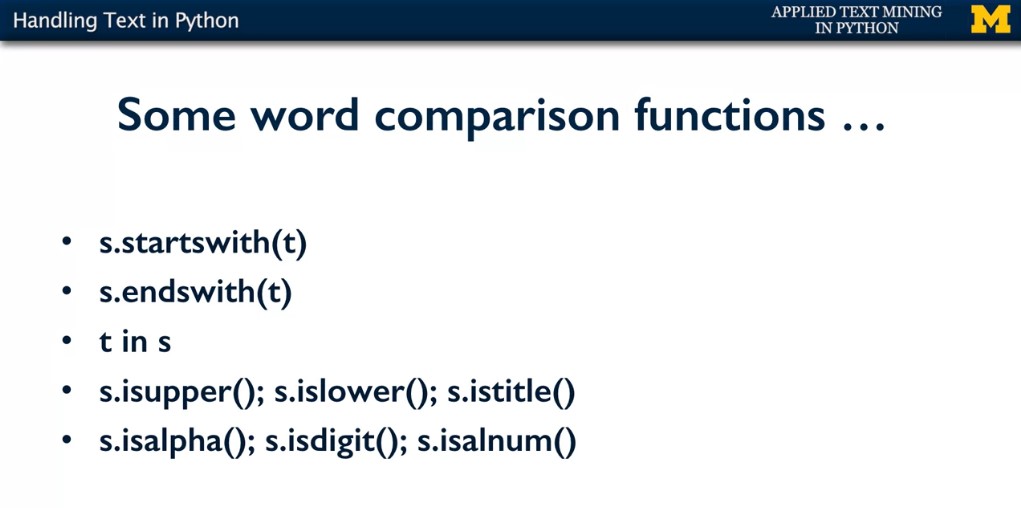 Handling Text in Python
APPLIED TEXT MINING
IN PYTHON
M
Some word comparison functions …
• s.startswith(t)
• s.endswith(t)
• t in s
• s.isupper(); s.islower(); s.istitle()
• s.isalpha(); s.isdigit(); s.isalnum()